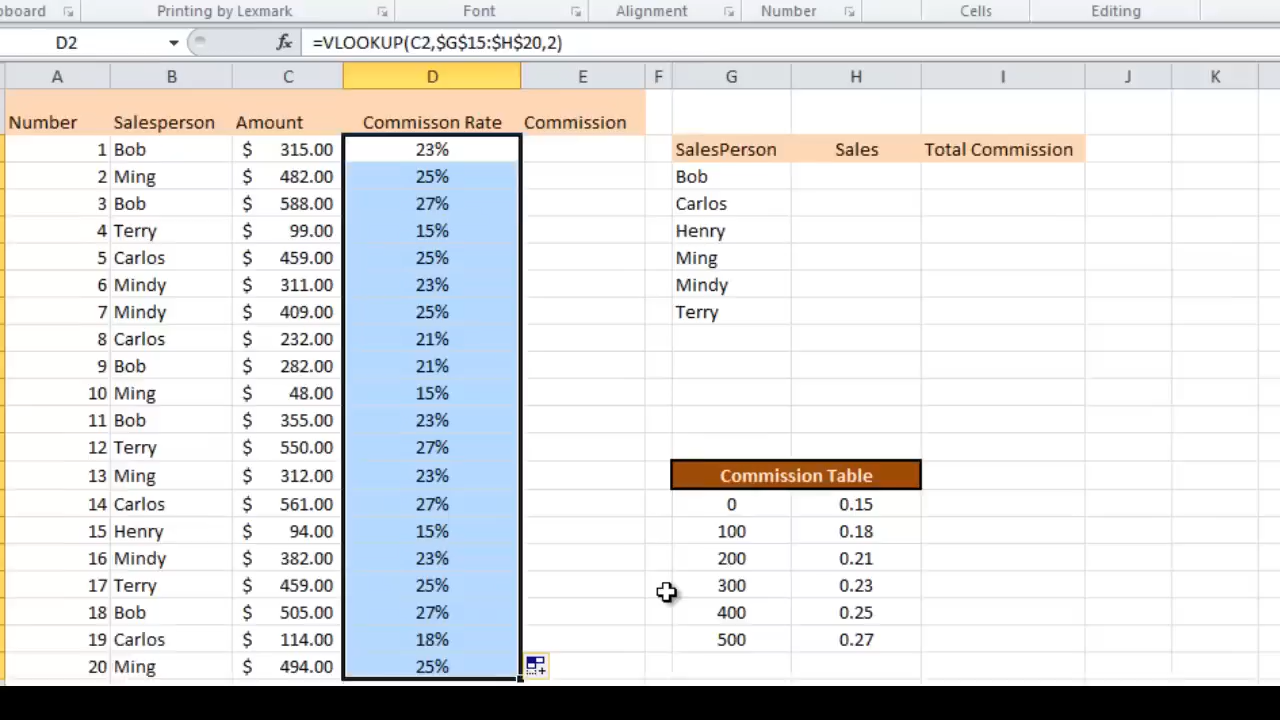 oboard Printing by Lexmark Font Alignment Number Cells Editing
D2 fx =VLOOKUP(C2,$G$15:$H$20,2)
A B C D E F G H I J K
Number Salesperson Amount Commisson Rate Commission
1 Bob $ 315.00 23% SalesPerson Sales Total Commission
2 Ming $ 482.00 25% Bob
3 Bob $ 588.00 27% Carlos
4 Terry $ 99.00 15% Henry
5 Carlos $ 459.00 25% Ming
6 Mindy $ 311.00 23% Mindy
7 Mindy $ 409.00 25% Terry
8 Carlos $ 232.00 21%
9 Bob $ 282.00 21%
10 Ming $ 48.00 15%
11 Bob $ 355.00 23%
12 Terry $ 550.00 27%
13 Ming $ 312.00 23% Commission Table
14 Carlos $ 561.00 27% 0 0.15
15 Henry $ 94.00 15% 100 0.18
16 Mindy $ 382.00 23% 200 0.21
17 Terry $ 459.00 25% 300 0.23
18 Bob $ 505.00 27% 400 0.25
19 Carlos $ 114.00 18% 500 0.27
20 Ming $ 494.00 25%